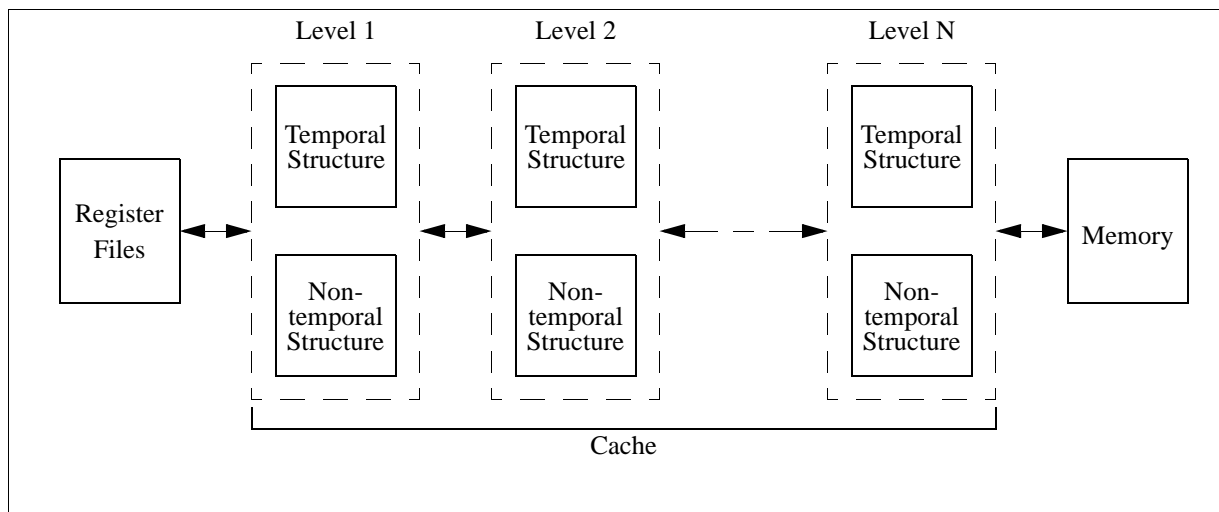 Level 1
Level 2
Level N
Temporal
Structure
Temporal
Structure
Temporal
Structure
Register
Files
Memory
Non-
temporal
Structure
Non-
temporal
Structure
Non-
temporal
Structure
Cache